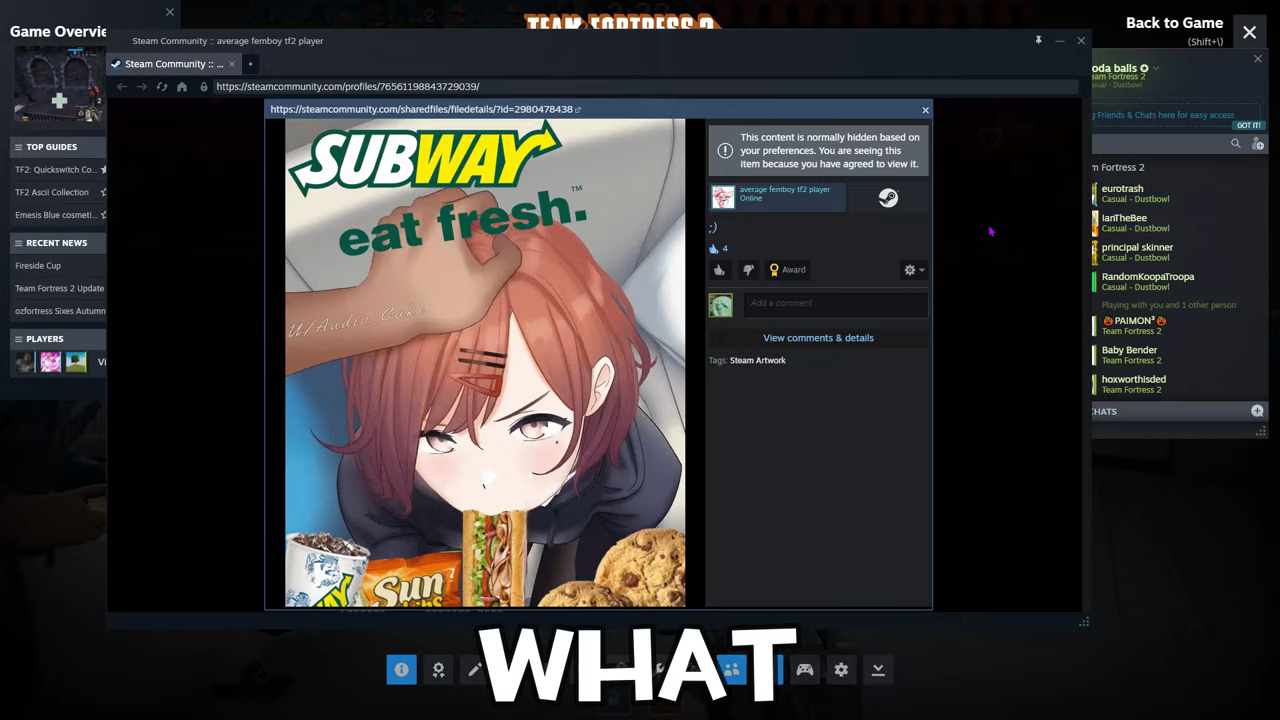 TEAM FORTRESS 2
Game Overvie
Back to Game
(Shift+\)
Steam Community :: average femboy tf2 player
Steam Community :: ...
https://steamcommunity.com/profiles/76561198843729039/
https://steamcommunity.com/sharedfiles/filedetails/?id=2980478438
SUBWAY
eat fresh.™
U/Audio_Cake
Sun
This content is normally hidden based on
your preferences. You are seeing
this item because you have agreed to view it.
average femboy tf2 player
Online
;)
4
Award
Add a comment
View comments & details
Tags: Steam Artwork
TOP GUIDES
TF2: Quickswitch Co...
TF2 Ascii Collection
Emesis Blue cosmeti...
RECENT NEWS
Fireside Cup
Team Fortress 2 Update
ozfortress Sixes Autumn
PLAYERS
oda balls
eam Fortress 2
Casual - Dustbowl
g Friends & Chats here for easy access
GOT IT!
m Fortress 2
eurotrash
Casual - Dustbowl
IanTheBee
Casual - Dustbowl
principal skinner
Casual - Dustbowl
RandomKoopaTroopa
Casual - Dustbowl
Playing with you and 1 other person
🎃PAIMON³🎃
Team Fortress 2
Baby Bender
Team Fortress 2
hoxworthisded
Team Fortress 2
CHATS
WHAT